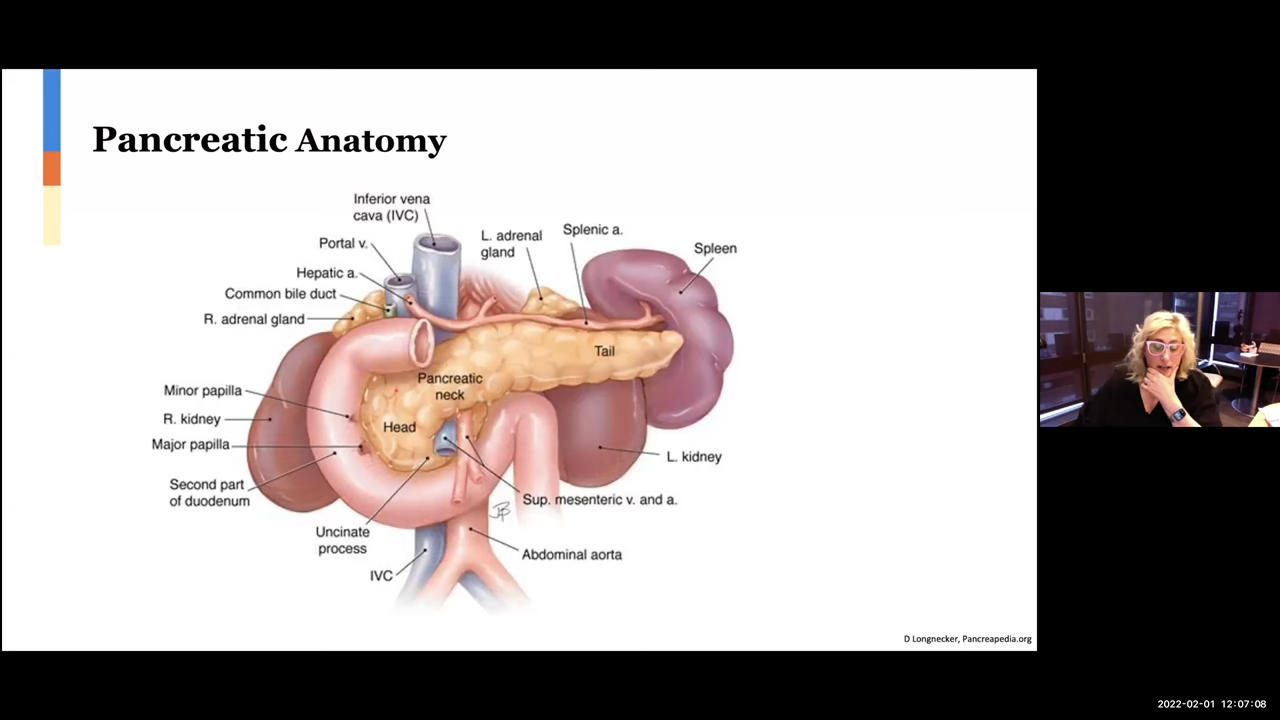 Pancreatic Anatomy
Inferior vena
cava (IVC)
Portal v.
Hepatic a.
Common bile duct
R. adrenal gland
L. adrenal
gland
Splenic a.
Spleen
Tail
Pancreatic
neck
Head
Minor papilla
R. kidney
Major papilla
Second part
of duodenum
Uncinate
process
IVC
L. kidney
Sup. mesenteric v. and a.
Abdominal aorta
D Longnecker, Pancreapedia.org
2022-02-01 12:07:08